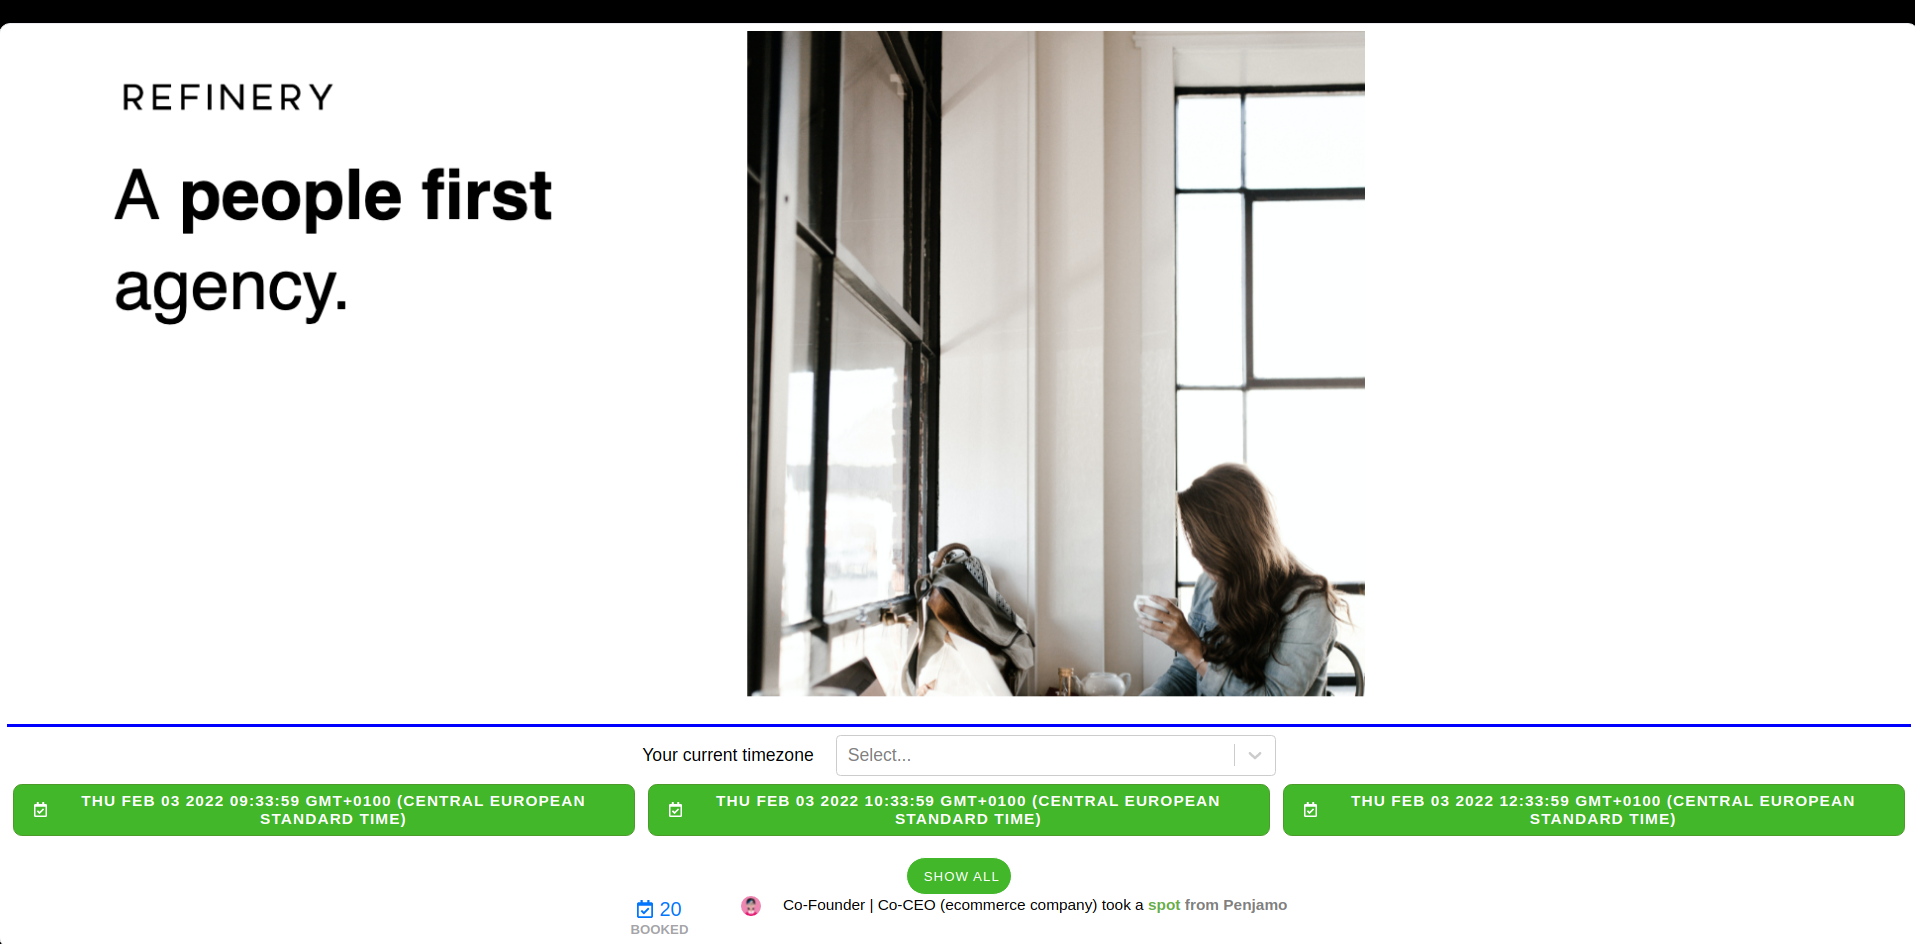 REFINERY
A people first
agency.
Your current timezone
Select...
THU FEB 03 2022 09:33:59 GMT+0100 (CENTRAL EUROPEAN
STANDARD TIME)
THU FEB 03 2022 10:33:59 GMT+0100 (CENTRAL EUROPEAN
STANDARD TIME)
THU FEB 03 2022 12:33:59 GMT+0100 (CENTRAL EUROPEAN
STANDARD TIME)
SHOW ALL
20
BOOKED
Co-Founder | Co-CEO (ecommerce company) took a spot from Penjamo